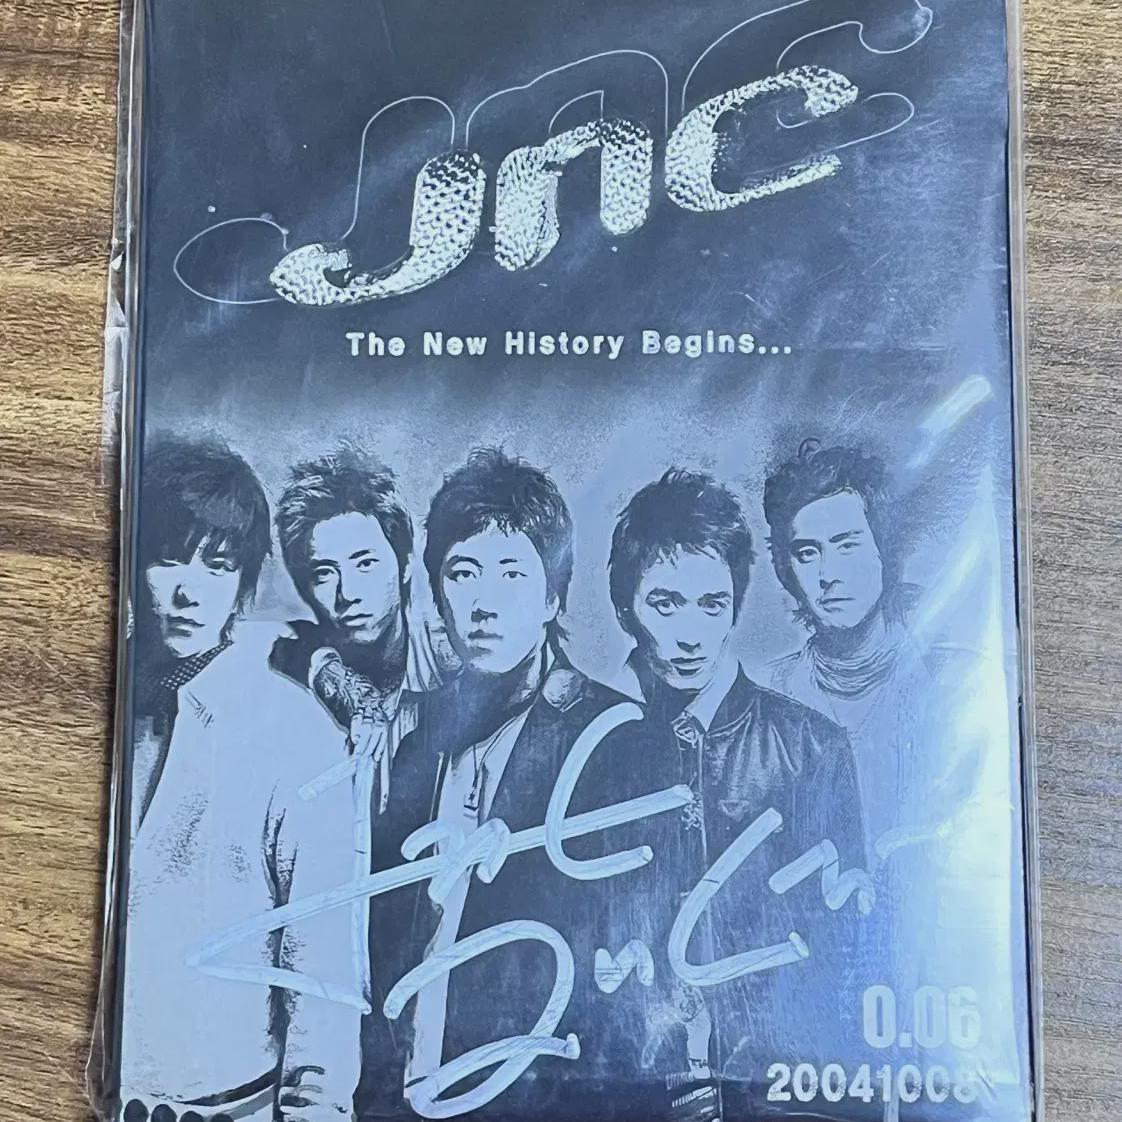 JnC
The New History Begins...
0.06
20041008